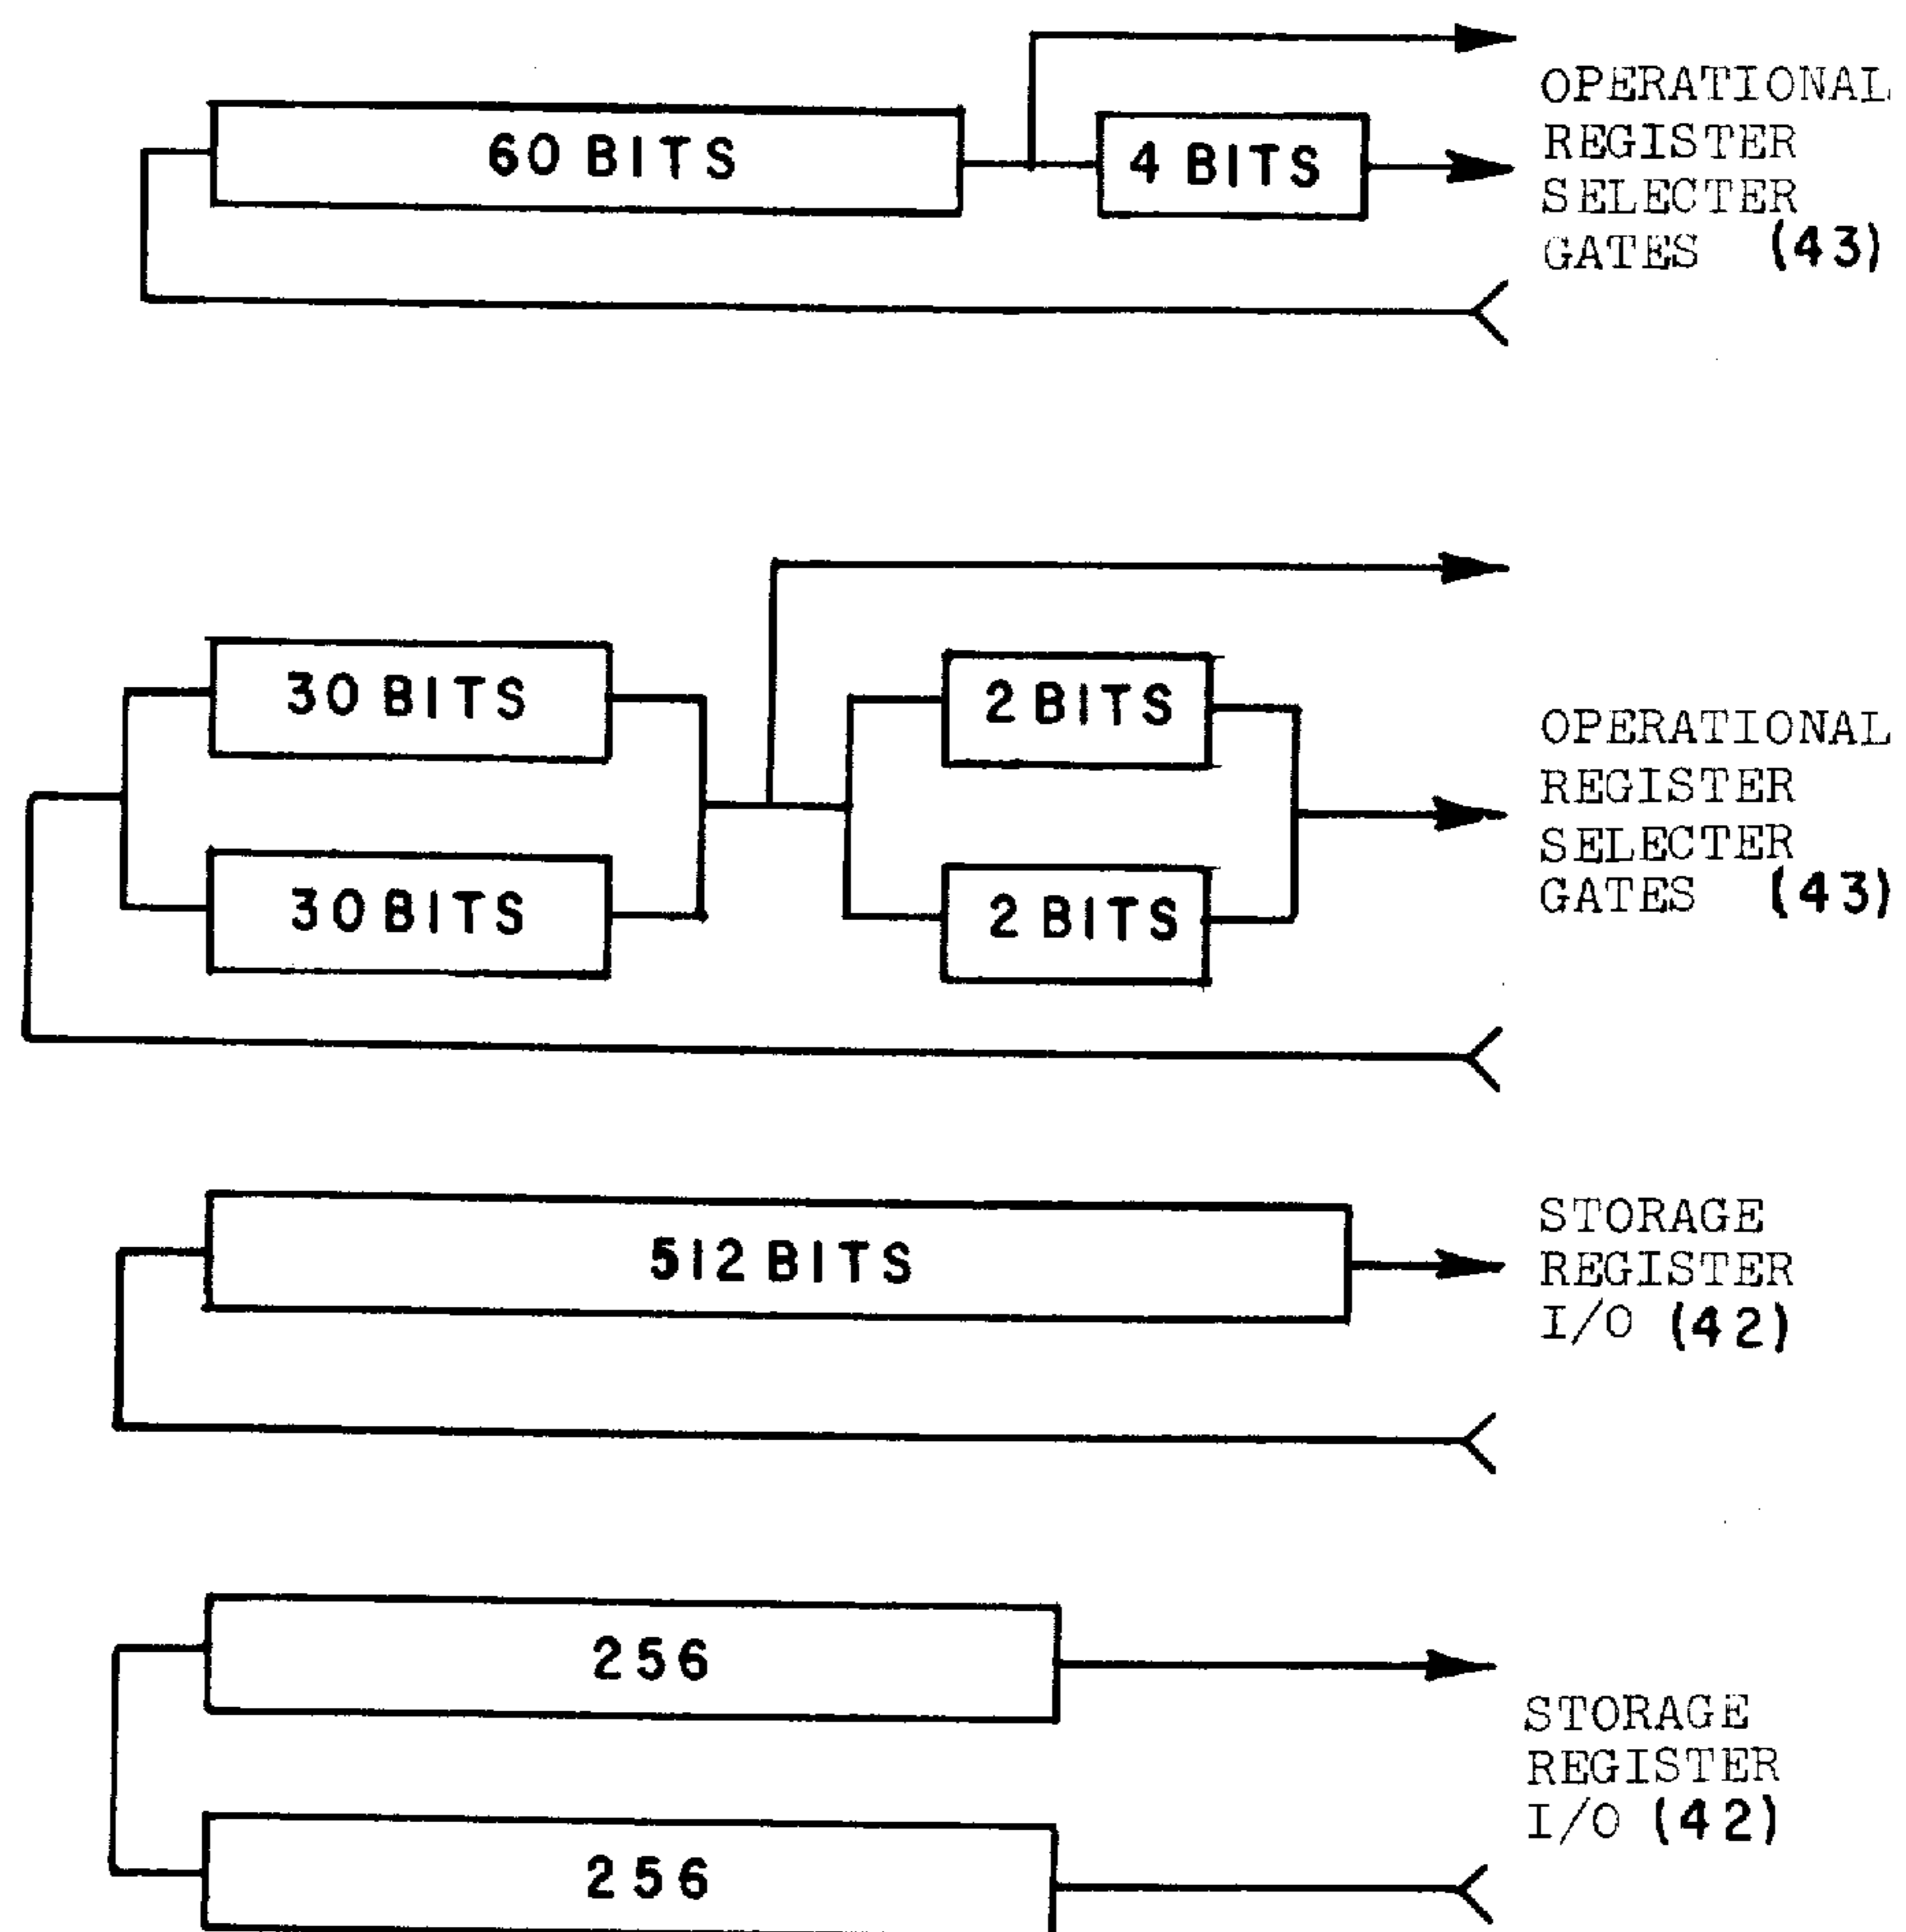 60 BITS
4 BITS
OPERATIONAL
REGISTER
SELECTER
GATES (43)
30 BITS
2 BITS
30 BITS
2 BITS
OPERATIONAL
REGISTER
SELECTER
GATES (43)
512 BITS
STORAGE
REGISTER
I/O (42)
256
256
STORAGE
REGISTER
I/O (42)